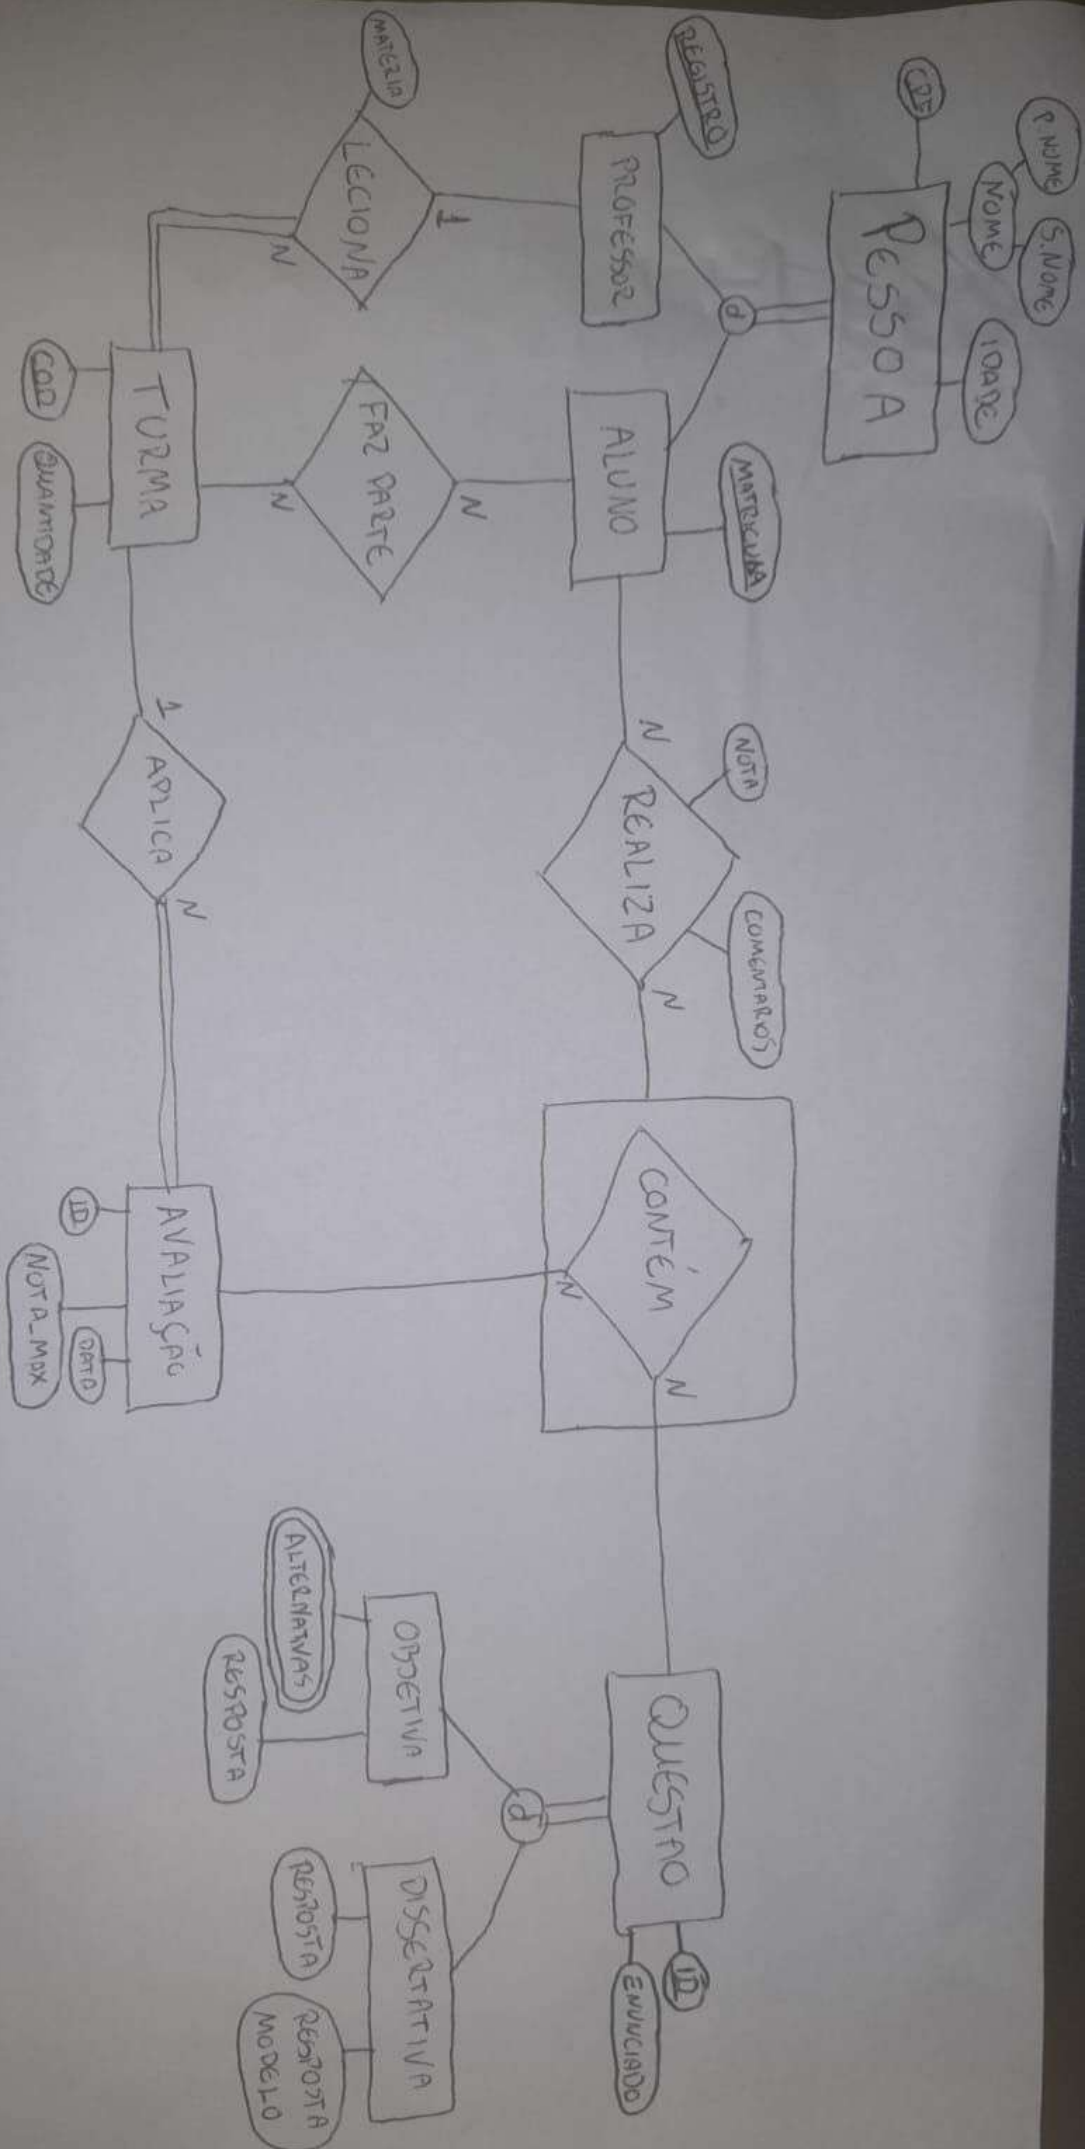 P.NOME
S.NOME
CPF
NOME
IDADE
PESSOA
REGISTRO
d
MATRICULA
NOTA
COMENTARIOS
PROFESSOR
ALUNO
N
REALIZA
N
CONTÉM
N
N
QUESTAO
ID
ENUNCIADO
MATERIA
LECIONA
1
N
FAZ PARTE
N
N
d
OBJETIVA
DISSERTATIVA
ALTERNATIVAS
RESPOSTA
RESPOSTA
RESPOSTA
MODELO
TURMA
1
APLICA
N
AVALIAÇÃO
COD
QUANTIDADE
ID
NOTA_MAX
DATA